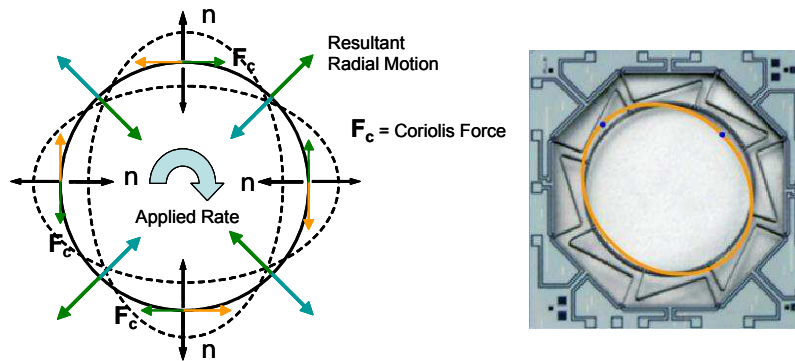 n
Fc
Resultant
Radial Motion
Fc = Coriolis Force
n
n
Applied Rate
Fc
Fc
n